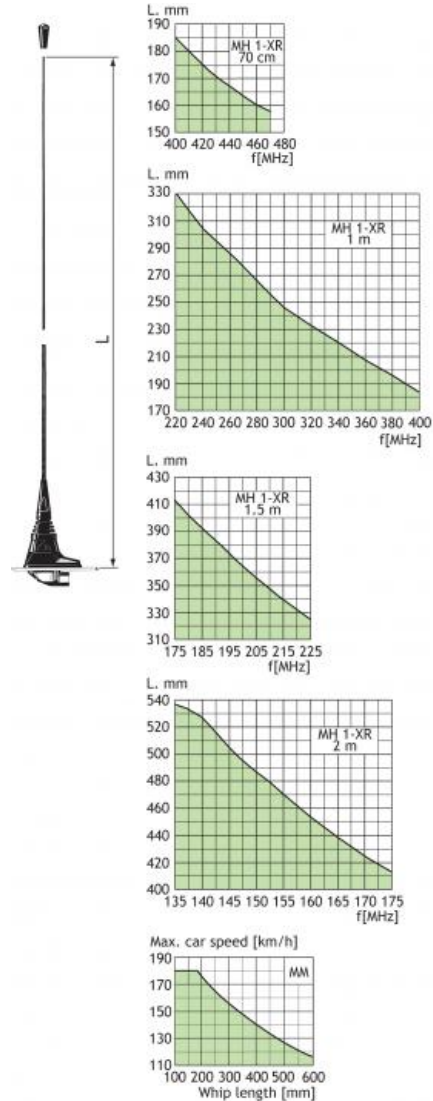 L. mm
190
180
170
160
150
MH 1-XR
70 cm
400 420 440 460 480
f[MHz]
L. mm
330
310
290
270
250
230
210
190
170
MH 1-XR
1 m
220 240 260 280 300 320 340 360 380 400
f[MHz]
L
L. mm
430
410
390
370
350
330
310
MH 1-XR
1.5 m
175 185 195 205 215 225
f[MHz]
L. mm
540
520
500
480
460
440
420
400
MH 1-XR
2 m
135 140 145 150 155 160 165 170 175
f[MHz]
Max. car speed [km/h]
190
170
150
130
110
MM
100 200 300 400 500 600
Whip length [mm]